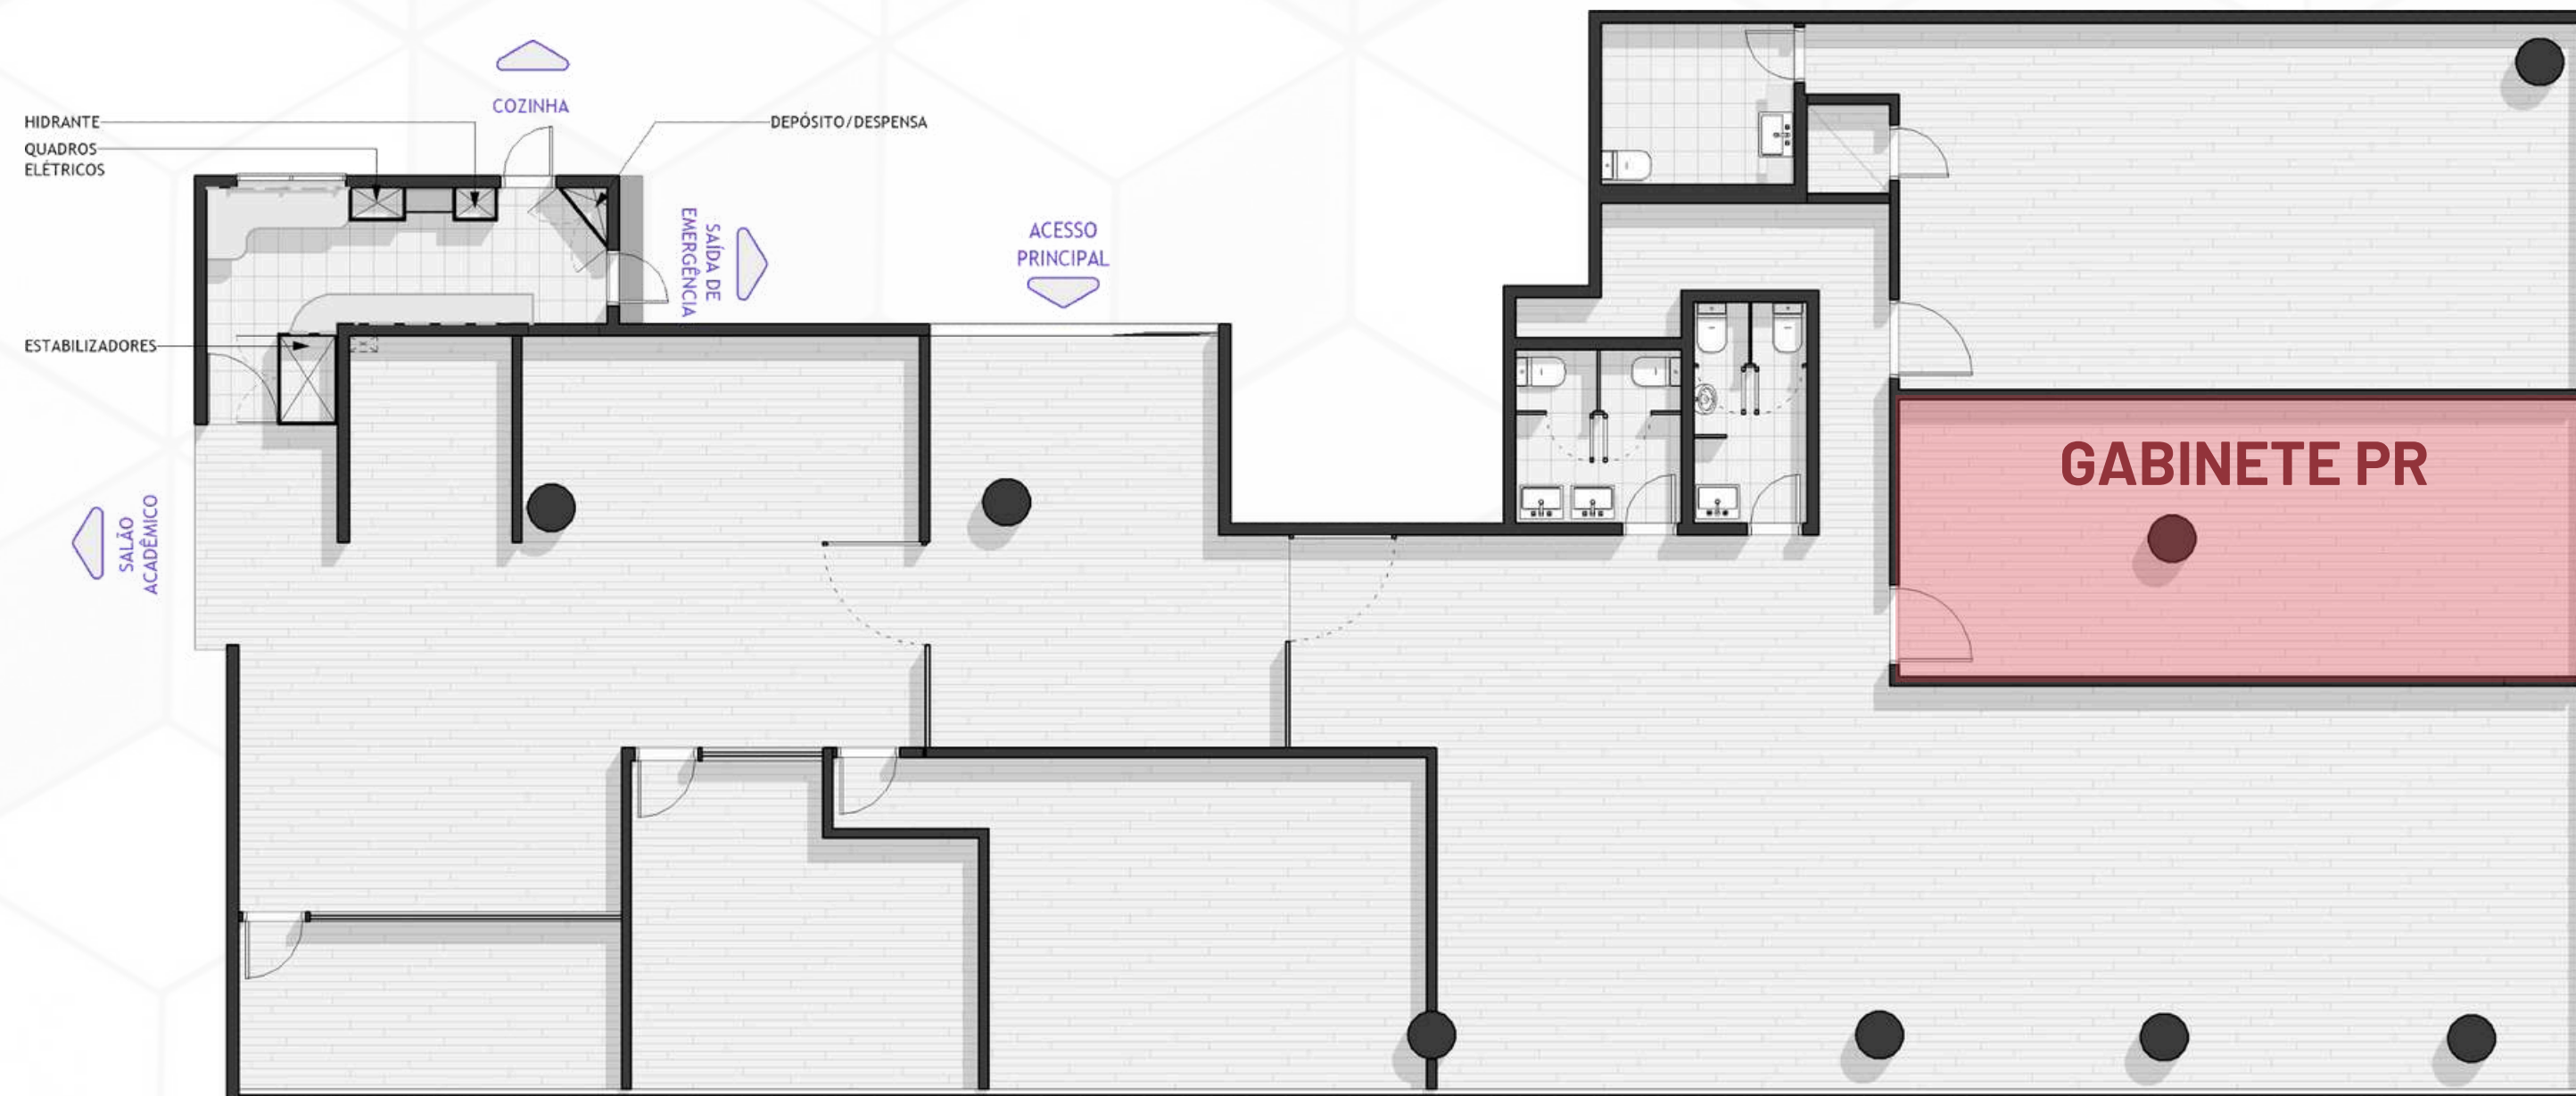 COZINHA
HIDRANTE
QUADROS
ELÉTRICOS
DEPÓSITO/DESPENSA
SAÍDA DE
EMERGÊNCIA
ACESSO
PRINCIPAL
ESTABILIZADORES
SALÃO
ACADÊMICO
GABINETE PR